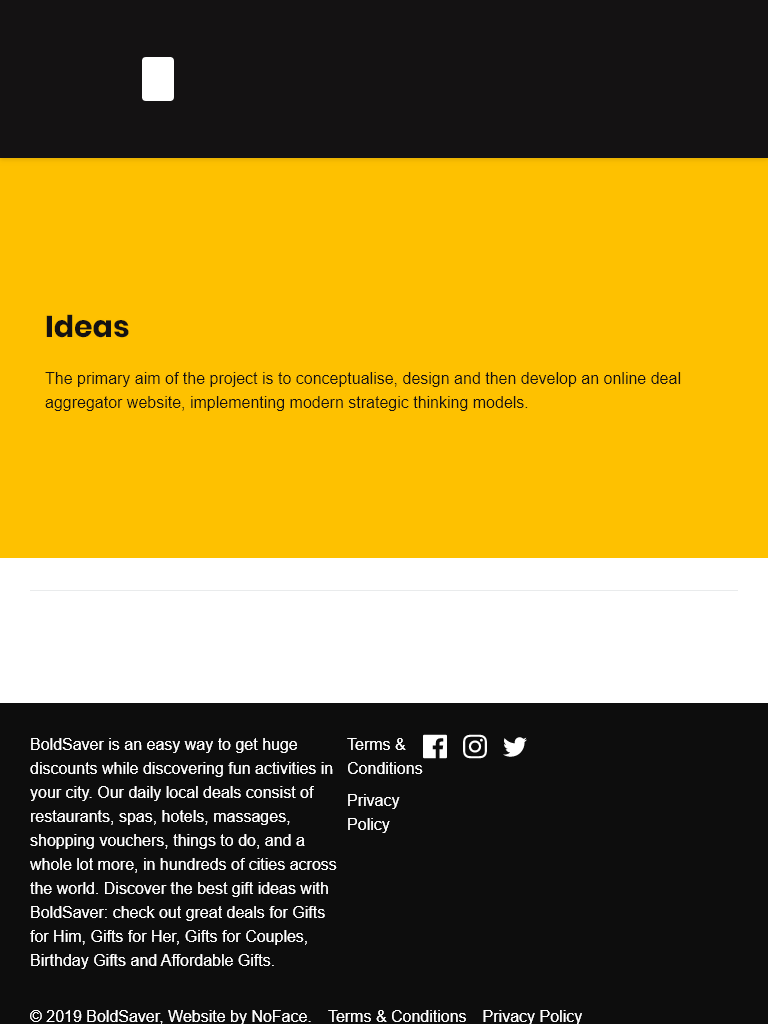 Ideas
The primary aim of the project is to conceptualise, design and then develop an online deal
aggregator website, implementing modern strategic thinking models.
BoldSaver is an easy way to get huge
discounts while discovering fun activities in
your city. Our daily local deals consist of
restaurants, spas, hotels, massages,
shopping vouchers, things to do, and a
whole lot more, in hundreds of cities across
the world. Discover the best gift ideas with
BoldSaver: check out great deals for Gifts
for Him, Gifts for Her, Gifts for Couples,
Birthday Gifts and Affordable Gifts.
Terms &
Conditions
Privacy
Policy
© 2019 BoldSaver, Website by NoFace. Terms & Conditions Privacy Policy